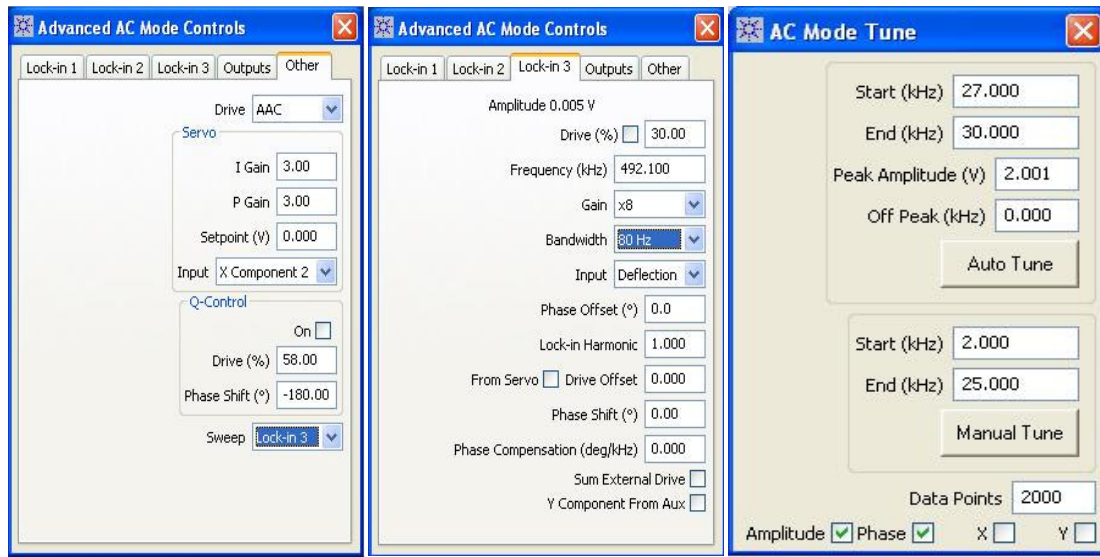 Advanced AC Mode Controls
Lock-in 1 Lock-in 2 Lock-in 3 Outputs Other
Drive AAC
Servo
I Gain 3.00
P Gain 3.00
Setpoint (V) 0.000
Input X Component 2
Q-Control
On
Drive (%) 58.00
Phase Shift (°) -180.00
Sweep Lock-in 3
Advanced AC Mode Controls
Lock-in 1 Lock-in 2 Lock-in 3 Outputs Other
Amplitude 0.005 V
Drive (%) 30.00
Frequency (kHz) 492.100
Gain x8
Bandwidth 80 Hz
Input Deflection
Phase Offset (°) 0.0
Lock-in Harmonic 1.000
From Servo Drive Offset 0.000
Phase Shift (°) 0.00
Phase Compensation (deg/kHz) 0.000
Sum External Drive
Y Component From Aux
AC Mode Tune
Start (kHz) 27.000
End (kHz) 30.000
Peak Amplitude (V) 2.001
Off Peak (kHz) 0.000
Auto Tune
Start (kHz) 2.000
End (kHz) 25.000
Manual Tune
Data Points 2000
Amplitude Phase X Y